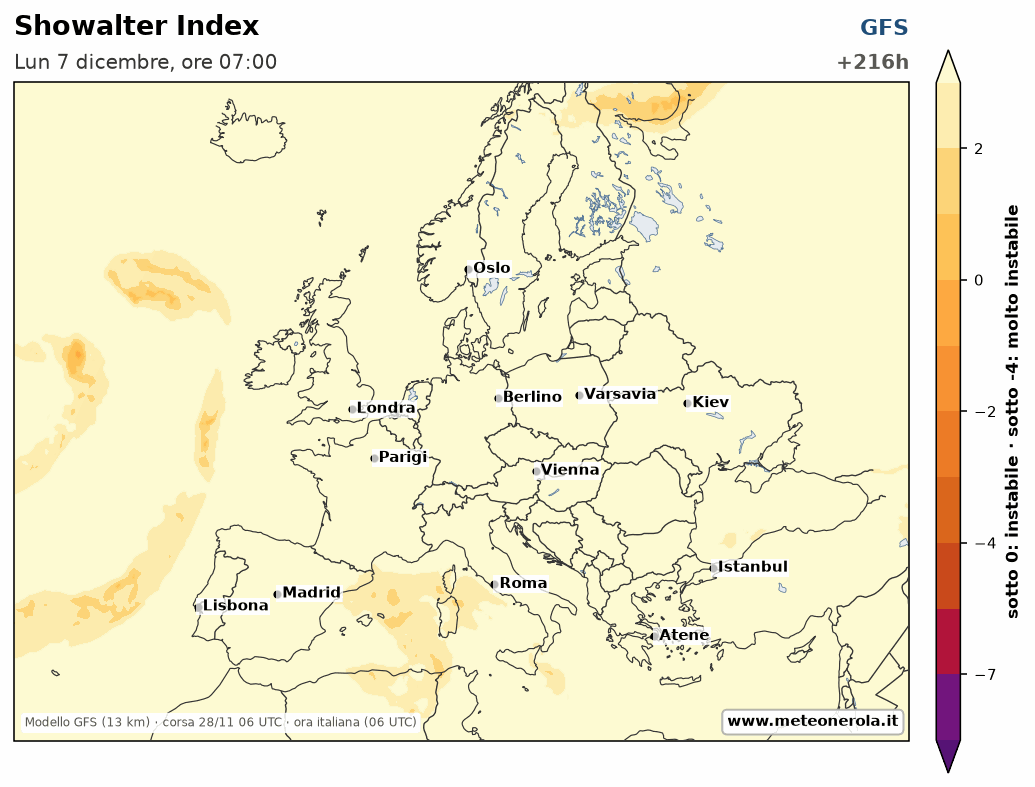 Showalter Index
GFS
Lun 7 dicembre, ore 07:00
+216h
Oslo
Londra
Berlino
Varsavia
Kiev
Parigi
Vienna
Istanbul
Roma
Madrid
Lisbona
Atene
Modello GFS (13 km) · corsa 28/11 06 UTC · ora italiana (06 UTC)
www.meteonerola.it
2
0
−2
−4
−7
sotto 0: instabile · sotto -4: molto instabile